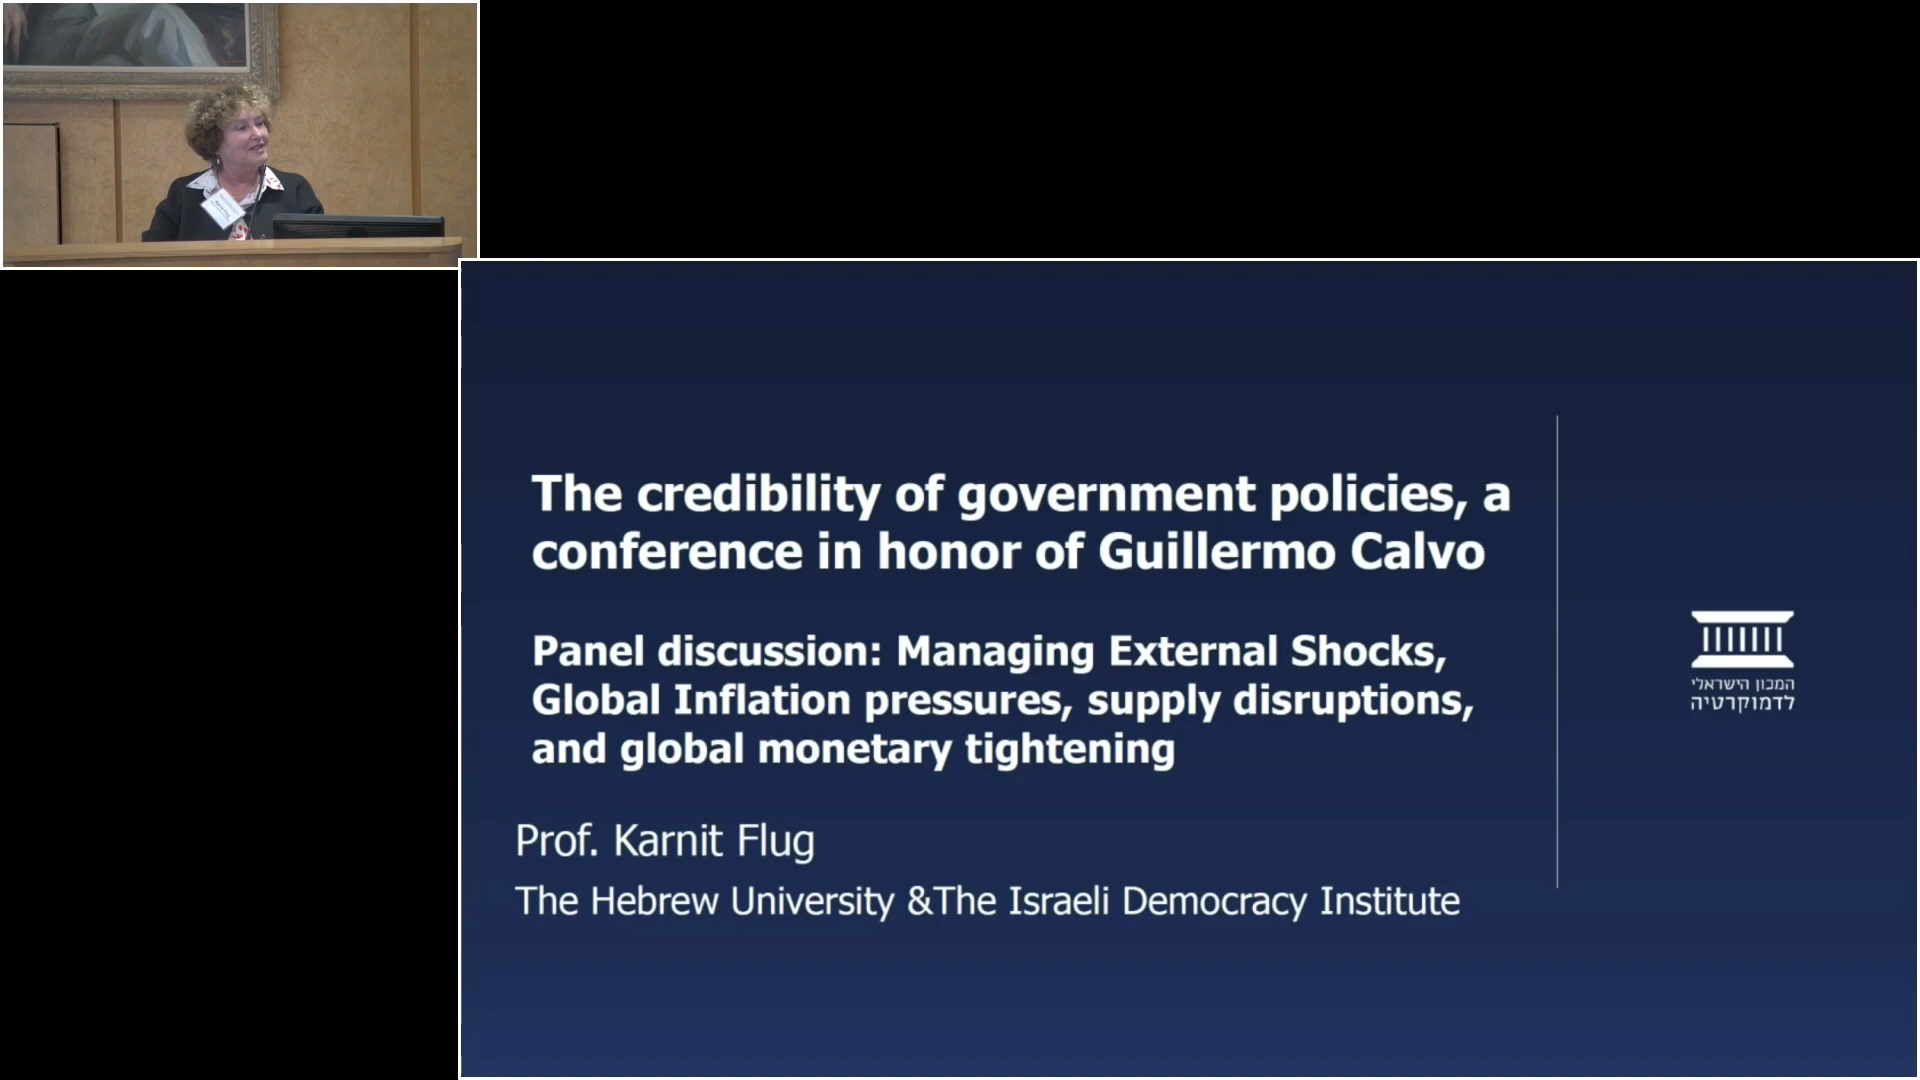 The credibility of government policies, a
conference in honor of Guillermo Calvo
Panel discussion: Managing External Shocks,
Global Inflation pressures, supply disruptions,
and global monetary tightening
Prof. Karnit Flug
The Hebrew University &The Israeli Democracy Institute
המכון הישראלי
לדמוקרטיה